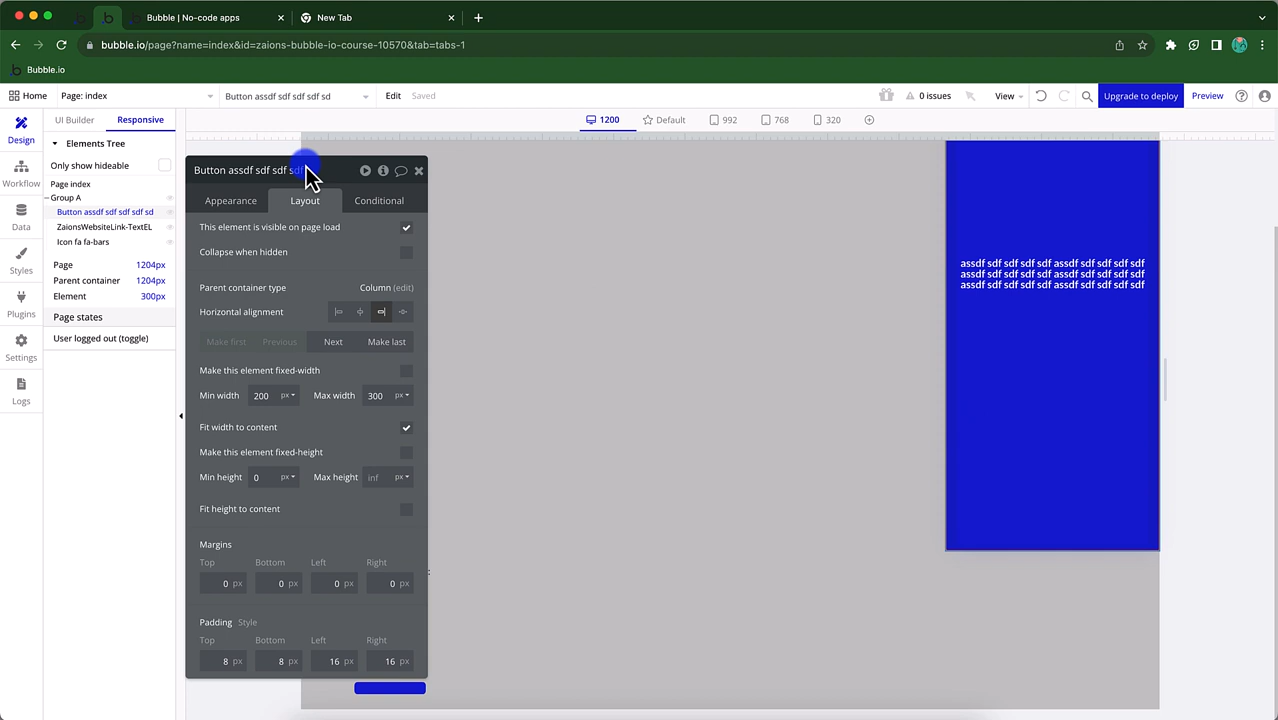 Bubble | No-code apps
New Tab
bubble.io/page?name=index&id=zaions-bubble-io-course-10570&tab=tabs-1
Bubble.io
Home
Page: index
Button assdf sdf sdf sdf sd
Edit
Saved
0 issues
View
Upgrade to deploy
Preview
Design
Workflow
Data
Styles
Plugins
Settings
Logs
UI Builder
Responsive
Elements Tree
Only show hideable
Page index
Group A
Button assdf sdf sdf sdf sd
ZaionsWebsiteLink-TextEL
Icon fa fa-bars
Page 1204px
Parent container 1204px
Element 300px
Page states
User logged out (toggle)
1200
Default
992
768
320
Button assdf sdf sdf sdf
Appearance
Layout
Conditional
This element is visible on page load
Collapse when hidden
Parent container type
Column (edit)
Horizontal alignment
Make first
Previous
Next
Make last
Make this element fixed-width
Min width 200 px
Max width 300 px
Fit width to content
Make this element fixed-height
Min height 0 px
Max height inf px
Fit height to content
Margins
Top Bottom Left Right
0 px 0 px 0 px 0 px
Padding Style
Top Bottom Left Right
8 px 8 px 16 px 16 px
assdf sdf sdf sdf sdf assdf sdf sdf sdf sdf
assdf sdf sdf sdf sdf assdf sdf sdf sdf sdf
assdf sdf sdf sdf sdf assdf sdf sdf sdf sdf